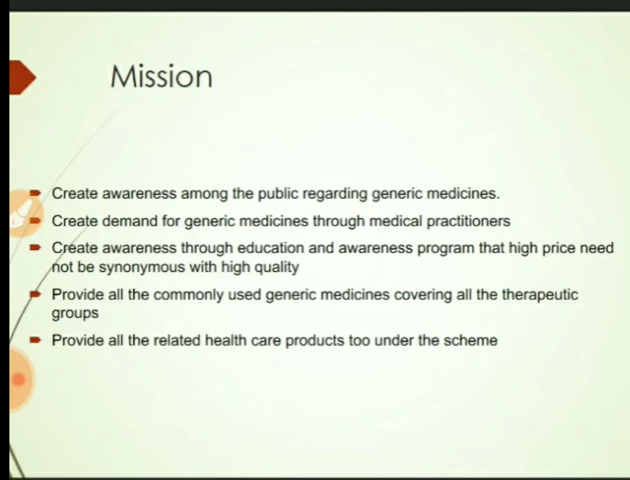 Mission
Create awareness among the public regarding generic medicines.
Create demand for generic medicines through medical practitioners
Create awareness through education and awareness program that high price need
not be synonymous with high quality
Provide all the commonly used generic medicines covering all the therapeutic
groups
Provide all the related health care products too under the scheme